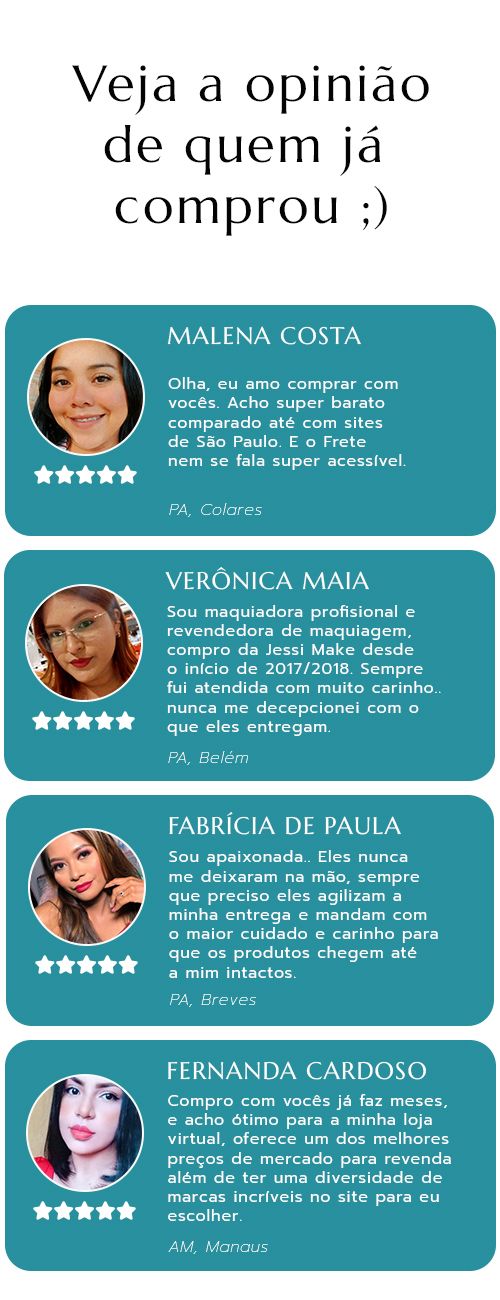 Veja a opinião
de quem já
comprou ;)
MALENA COSTA
Olha, eu amo comprar com
vocês. Acho super barato
comparado até com sites
de São Paulo. E o Frete
nem se fala super acessível.
PA, Colares
VERÔNICA MAIA
Sou maquiadora profisional e
revendedora de maquiagem,
compro da Jessi Make desde
o início de 2017/2018. Sempre
fui atendida com muito carinho..
nunca me decepcionei com o
que eles entregam.
PA, Belém
FABRÍCIA DE PAULA
Sou apaixonada.. Eles nunca
me deixaram na mão, sempre
que preciso eles agilizam a
minha entrega e mandam com
o maior cuidado e carinho para
que os produtos chegem até
a mim intactos.
PA, Breves
FERNANDA CARDOSO
Compro com vocês já faz meses,
e acho ótimo para a minha loja
virtual, oferece um dos melhores
preços de mercado para revenda
além de ter uma diversidade de
marcas incríveis no site para eu
escolher.
AM, Manaus